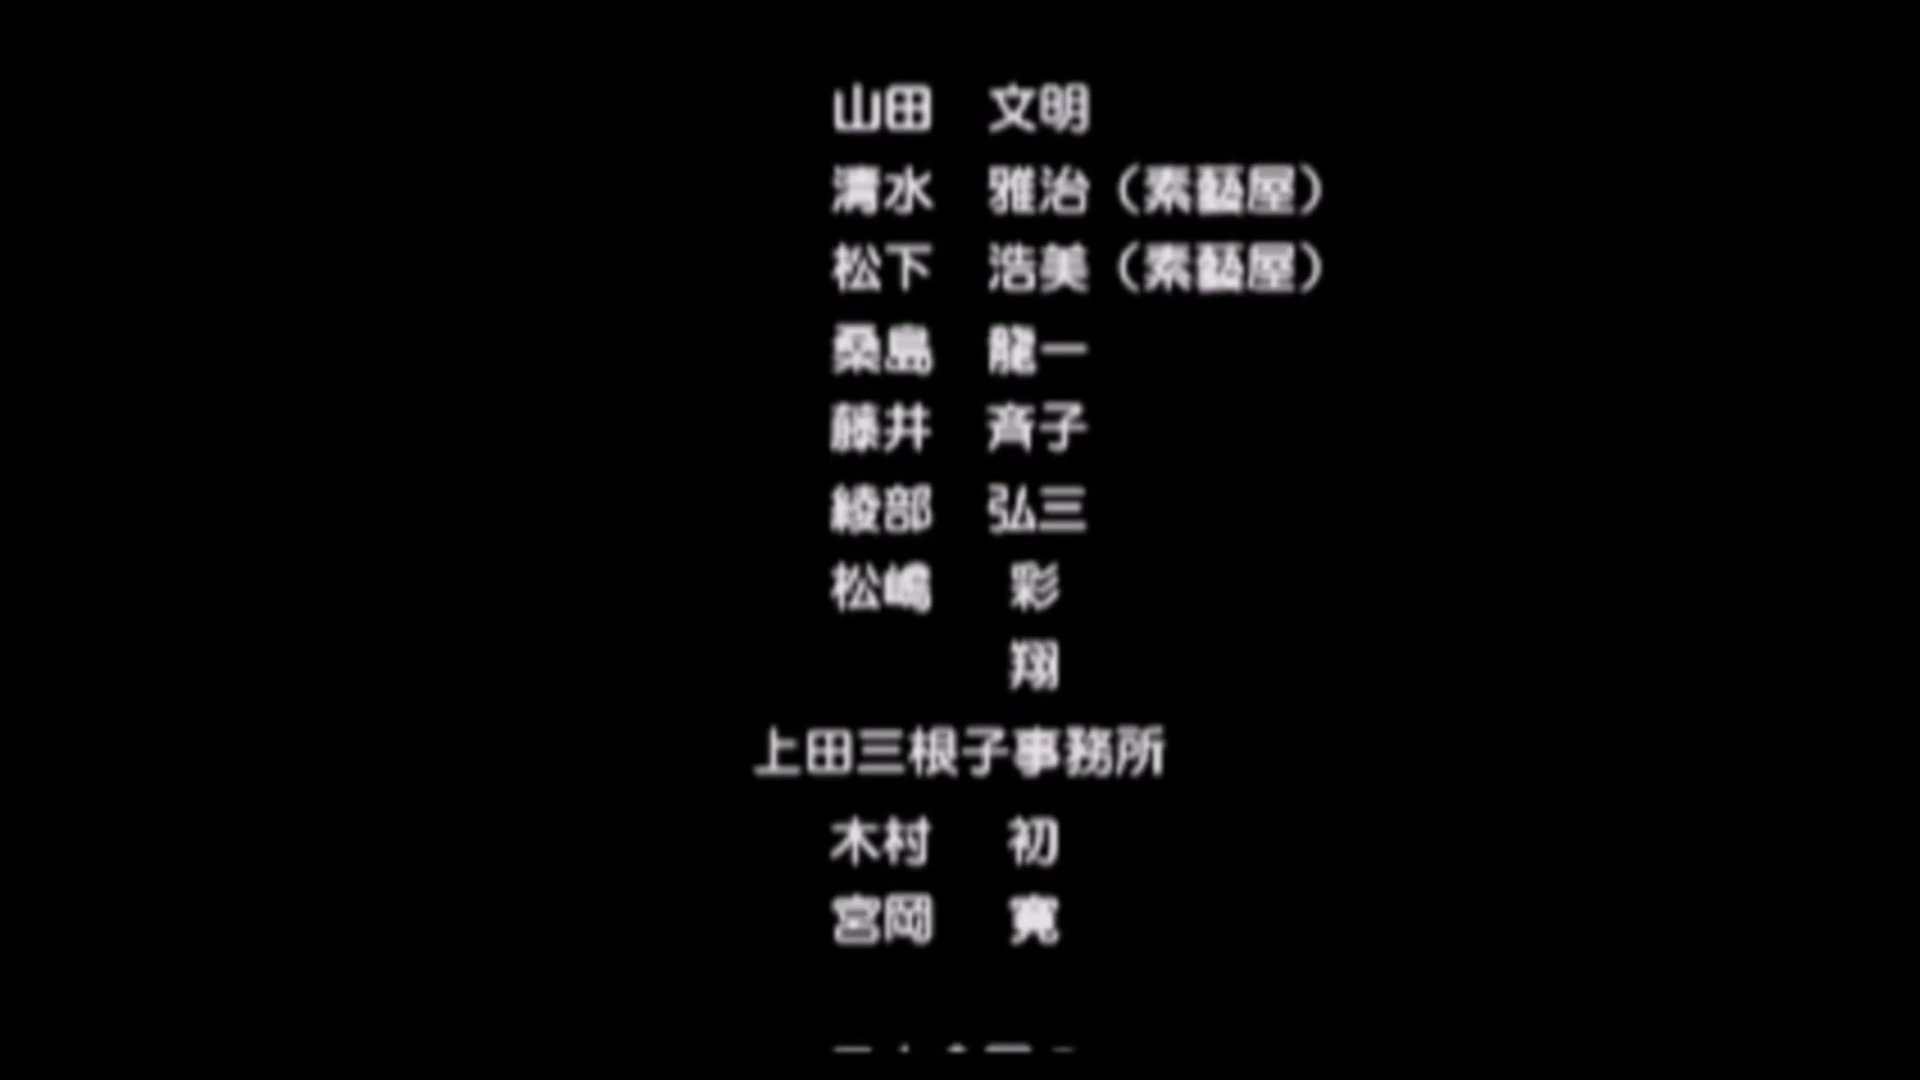 山田 文明
清水 雅治（素藝屋）
松下 浩美（素藝屋）
桑島 龍一
藤井 斉子
綾部 弘三
松嶋 彩
翔
上田三根子事務所
木村 初
宮岡 寛